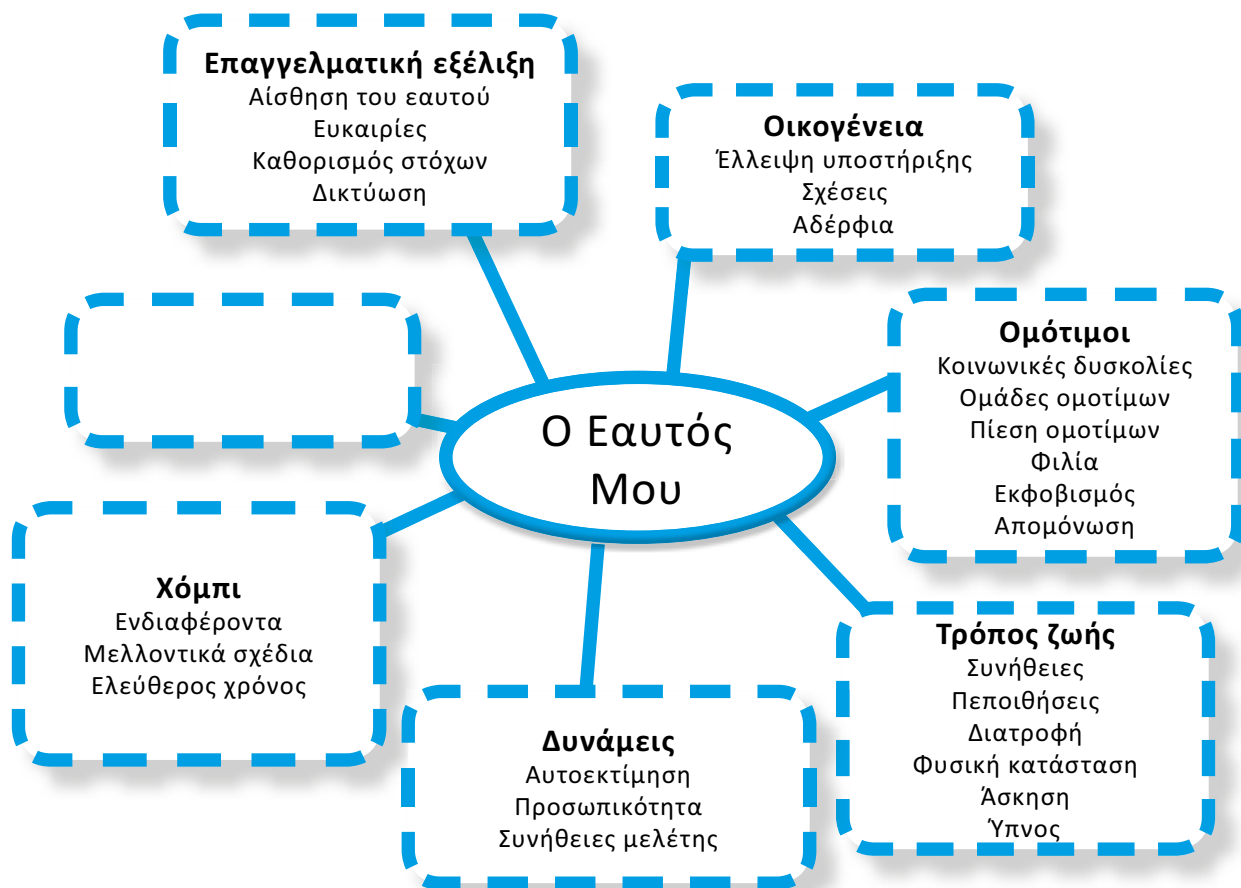 Επαγγελματική εξέλιξη
Αίσθηση του εαυτού
Ευκαιρίες
Καθορισμός στόχων
Δικτύωση
Οικογένεια
Έλλειψη υποστήριξης
Σχέσεις
Αδέρφια
Ομότιμοι
Κοινωνικές δυσκολίες
Ομάδες ομοτίμων
Πίεση ομοτίμων
Φιλία
Εκφοβισμός
Απομόνωση
Ο Εαυτός
Μου
Χόμπι
Ενδιαφέροντα
Μελλοντικά σχέδια
Ελεύθερος χρόνος
Δυνάμεις
Αυτοεκτίμηση
Προσωπικότητα
Συνήθειες μελέτης
Τρόπος ζωής
Συνήθειες
Πεποιθήσεις
Διατροφή
Φυσική κατάσταση
Άσκηση
Ύπνος